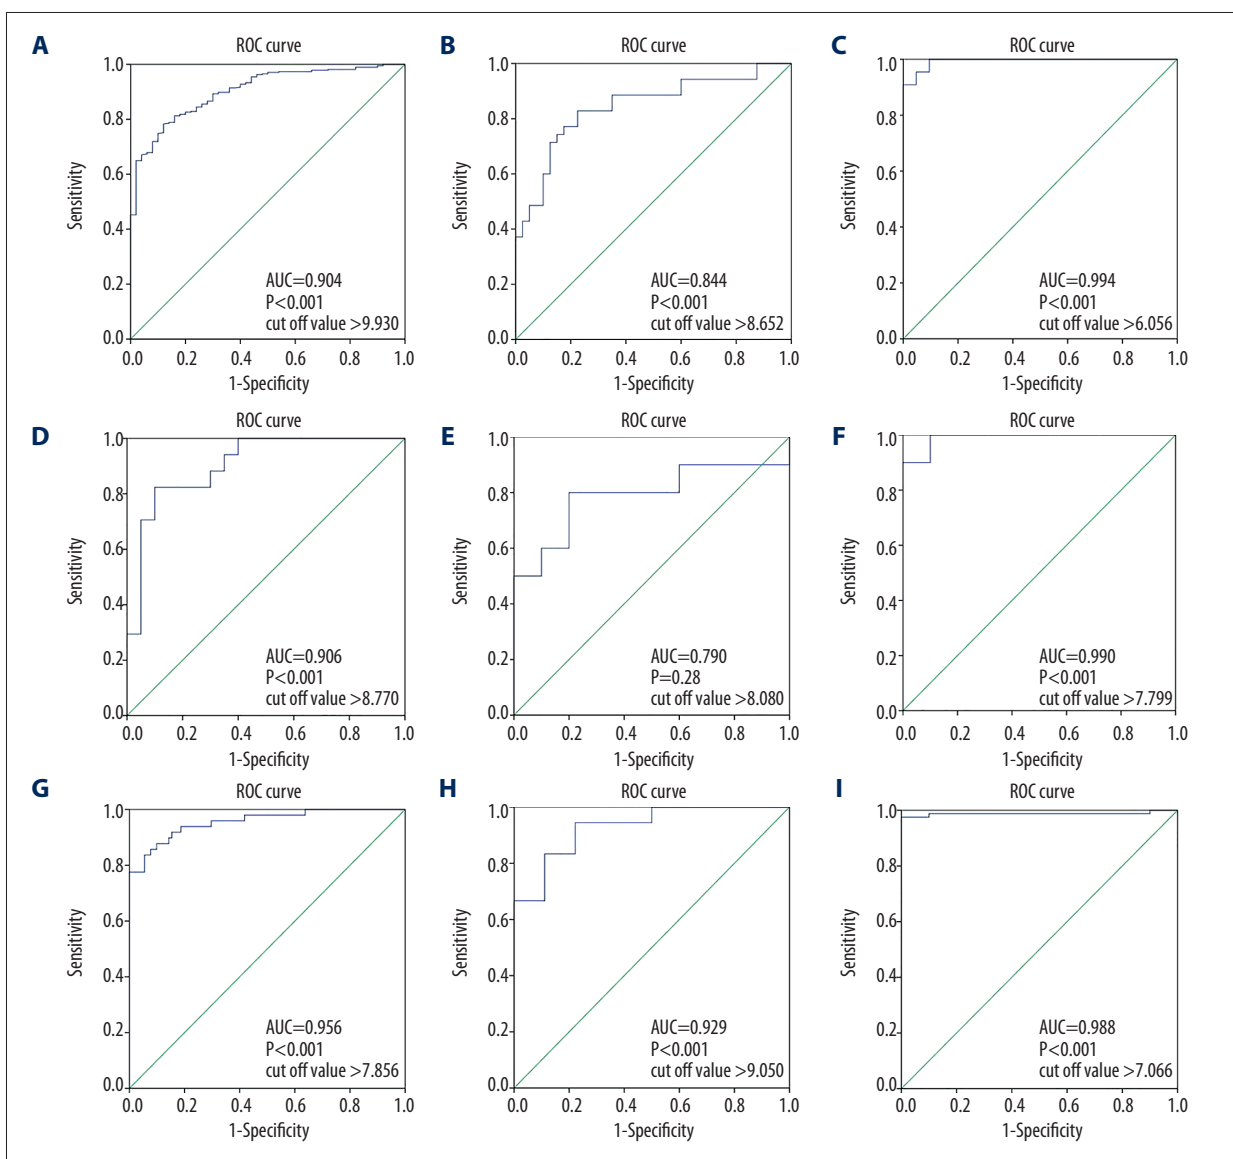 A
ROC curve
1.0
0.8
0.6
0.4
0.2
0.0
Sensitivity
AUC=0.904
P<0.001
cut off value >9.930
0.0 0.2 0.4 0.6 0.8 1.0
1-Specificity
B
ROC curve
1.0
0.8
0.6
0.4
0.2
0.0
Sensitivity
AUC=0.844
P<0.001
cut off value >8.652
0.0 0.2 0.4 0.6 0.8 1.0
1-Specificity
C
ROC curve
1.0
0.8
0.6
0.4
0.2
0.0
Sensitivity
AUC=0.994
P<0.001
cut off value >6.056
0.0 0.2 0.4 0.6 0.8 1.0
1-Specificity
D
ROC curve
1.0
0.8
0.6
0.4
0.2
0.0
Sensitivity
AUC=0.906
P<0.001
cut off value >8.770
0.0 0.2 0.4 0.6 0.8 1.0
1-Specificity
E
ROC curve
1.0
0.8
0.6
0.4
0.2
0.0
Sensitivity
AUC=0.790
P=0.28
cut off value >8.080
0.0 0.2 0.4 0.6 0.8 1.0
1-Specificity
F
ROC curve
1.0
0.8
0.6
0.4
0.2
0.0
Sensitivity
AUC=0.990
P<0.001
cut off value >7.799
0.0 0.2 0.4 0.6 0.8 1.0
1-Specificity
G
ROC curve
1.0
0.8
0.6
0.4
0.2
0.0
Sensitivity
AUC=0.956
P<0.001
cut off value >7.856
0.0 0.2 0.4 0.6 0.8 1.0
1-Specificity
H
ROC curve
1.0
0.8
0.6
0.4
0.2
0.0
Sensitivity
AUC=0.929
P<0.001
cut off value >9.050
0.0 0.2 0.4 0.6 0.8 1.0
1-Specificity
I
ROC curve
1.0
0.8
0.6
0.4
0.2
0.0
Sensitivity
AUC=0.988
P<0.001
cut off value >7.066
0.0 0.2 0.4 0.6 0.8 1.0
1-Specificity